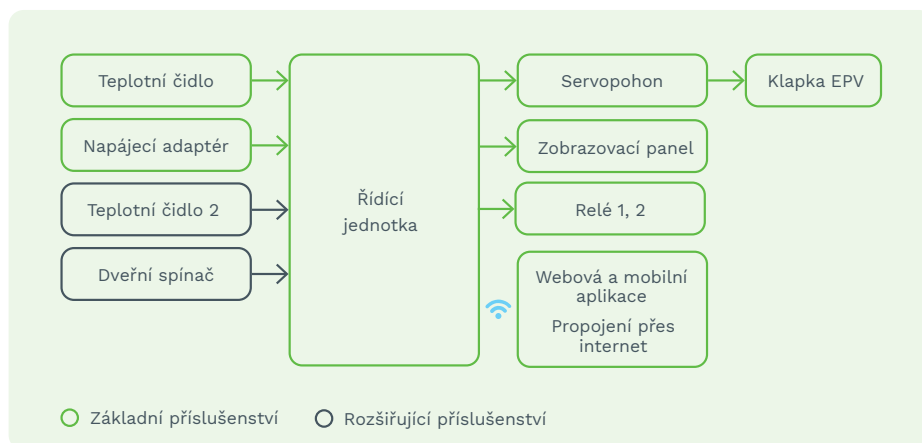 Teplotní čidlo
Napájecí adaptér
Teplotní čidlo 2
Dveřní spínač
Řídící
jednotka
Servopohon
Klapka EPV
Zobrazovací panel
Relé 1, 2
Webová a mobilní
aplikace
Propojení přes
internet
Základní příslušenství
Rozšiřující příslušenství